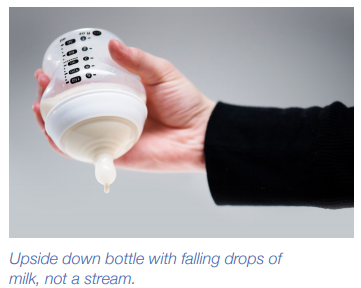 Upside down bottle with falling drops of
milk, not a stream.